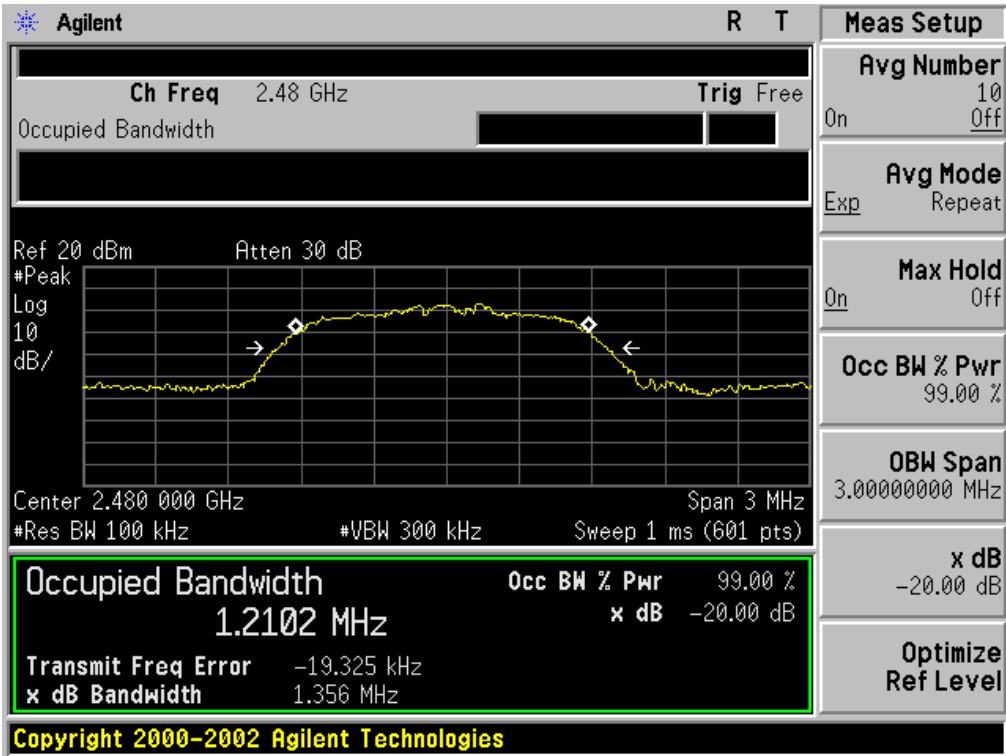 Agilent R T
Ch Freq 2.48 GHz Trig Free
Occupied Bandwidth
Ref 20 dBm Atten 30 dB
#Peak
Log
10
dB/
Center 2.480 000 GHz Span 3 MHz
#Res BW 100 kHz #VBW 300 kHz Sweep 1 ms (601 pts)
Occupied Bandwidth Occ BW % Pwr 99.00 %
1.2102 MHz x dB -20.00 dB
Transmit Freq Error -19.325 kHz
x dB Bandwidth 1.356 MHz
Copyright 2000-2002 Agilent Technologies
Meas Setup
Avg Number
10
On Off
Avg Mode
Exp Repeat
Max Hold
On Off
Occ BW % Pwr
99.00 %
OBW Span
3.00000000 MHz
x dB
-20.00 dB
Optimize
Ref Level